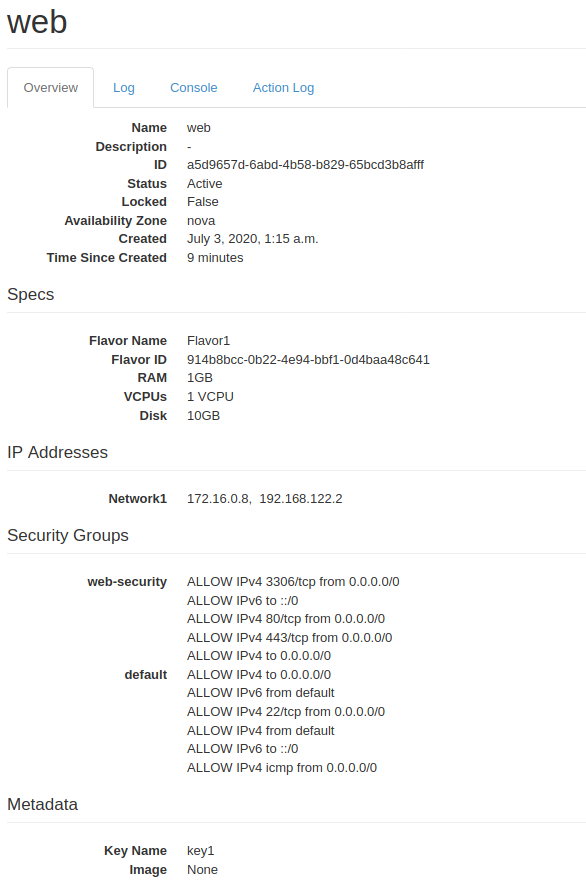 web
Overview Log Console Action Log
Name web
Description -
ID a5d9657d-6abd-4b58-b829-65bcd3b8afff
Status Active
Locked False
Availability Zone nova
Created July 3, 2020, 1:15 a.m.
Time Since Created 9 minutes
Specs
Flavor Name Flavor1
Flavor ID 914b8bcc-0b22-4e94-bbf1-0d4baa48c641
RAM 1GB
VCPUs 1 VCPU
Disk 10GB
IP Addresses
Network1 172.16.0.8, 192.168.122.2
Security Groups
web-security ALLOW IPv4 3306/tcp from 0.0.0.0/0
ALLOW IPv6 to ::/0
ALLOW IPv4 80/tcp from 0.0.0.0/0
ALLOW IPv4 443/tcp from 0.0.0.0/0
ALLOW IPv4 to 0.0.0.0/0
default ALLOW IPv4 to 0.0.0.0/0
ALLOW IPv6 from default
ALLOW IPv4 22/tcp from 0.0.0.0/0
ALLOW IPv4 from default
ALLOW IPv6 to ::/0
ALLOW IPv4 icmp from 0.0.0.0/0
Metadata
Key Name key1
Image None